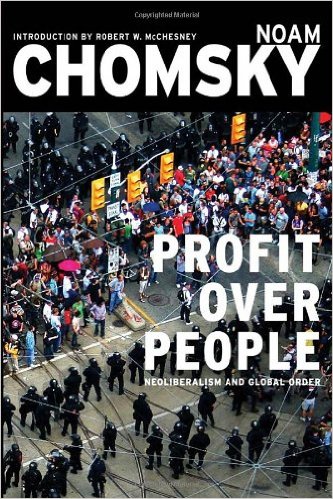 INTRODUCTION BY ROBERT W. McCHESNEY
NOAM
CHOMSKY
PROFIT
OVER
PEOPLE
NEOLIBERALISM AND GLOBAL ORDER